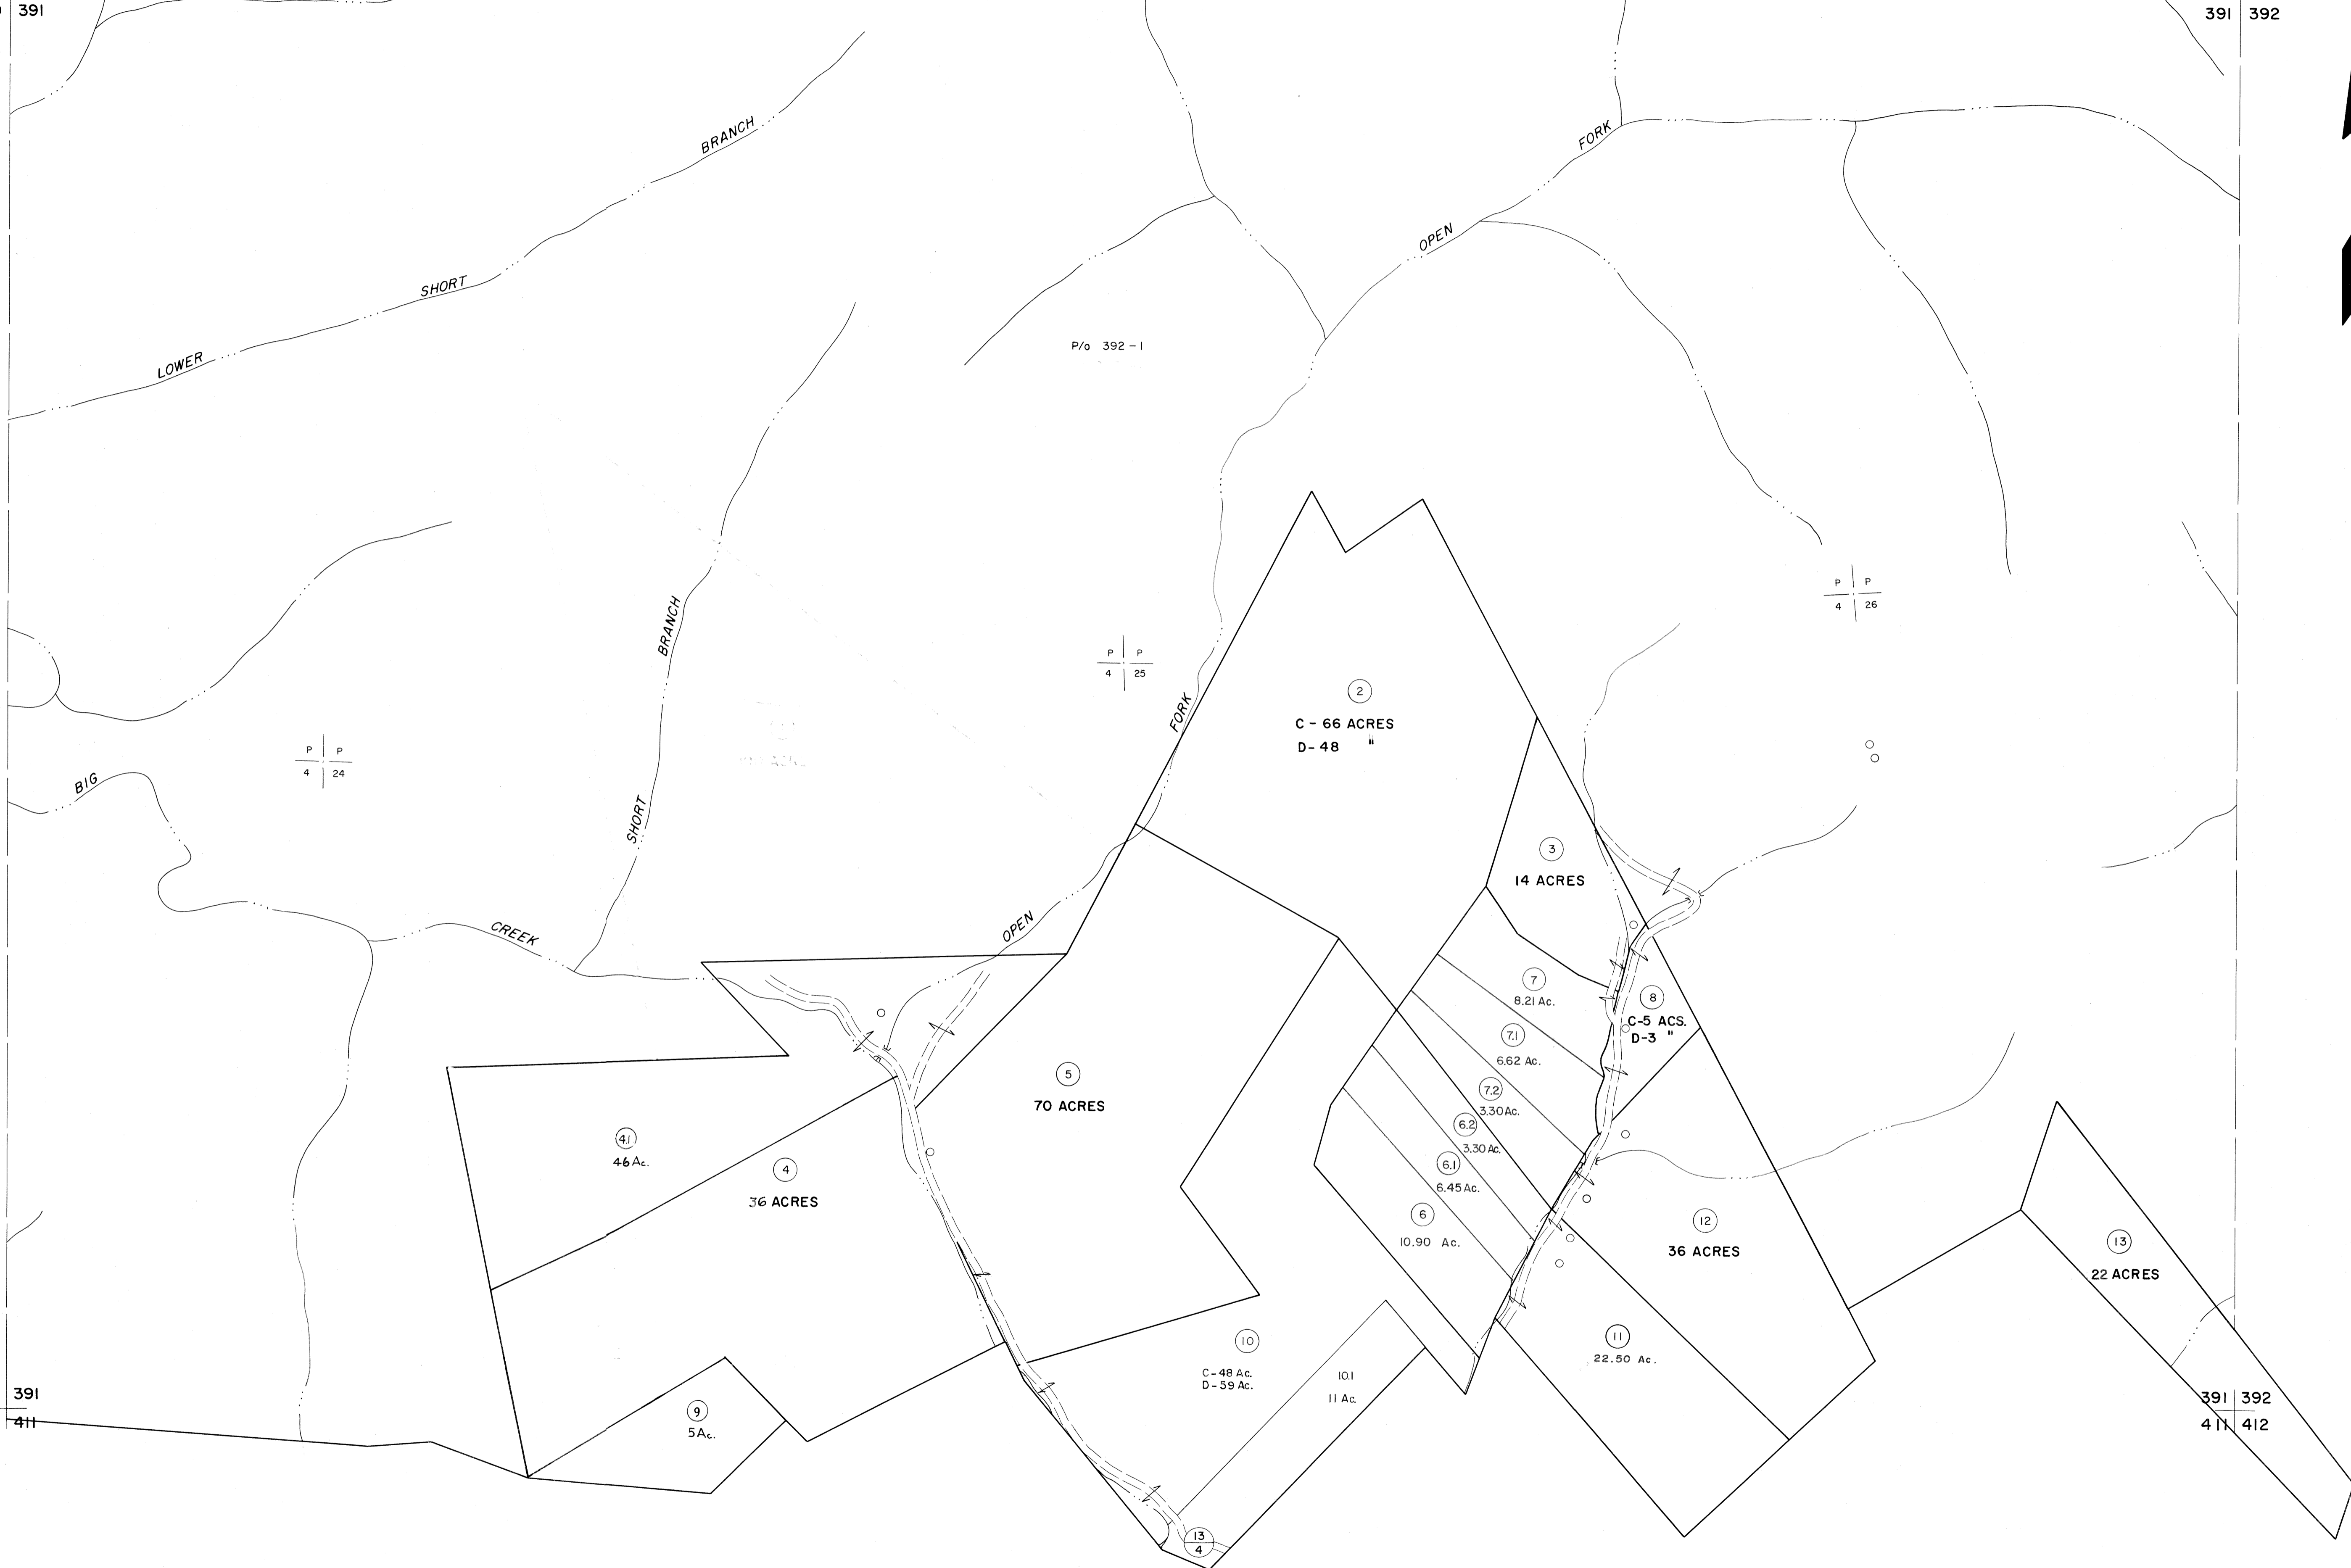 391
391 392
BRANCH
FORK
OPEN
SHORT
LOWER
P/o 392-1
P P
4 26
BRANCH
P P
4 25
FORK
2
C - 66 ACRES
D - 48 "
P P
4 24
BIG
SHORT
3
14 ACRES
CREEK
OPEN
7
8.21 Ac.
8
C-5 ACS.
D-3 "
7.1
6.62 Ac.
5
70 ACRES
7.2
3.30 Ac.
6.2
3.30 Ac.
4.1
46 Ac.
4
36 ACRES
6.1
6.45 Ac.
6
10.90 Ac.
12
36 ACRES
13
22 ACRES
10
C-48 Ac.
D-59 Ac.
10.1
11 Ac.
11
22.50 Ac.
391
411
9
5 Ac.
391 392
411 412
13
4